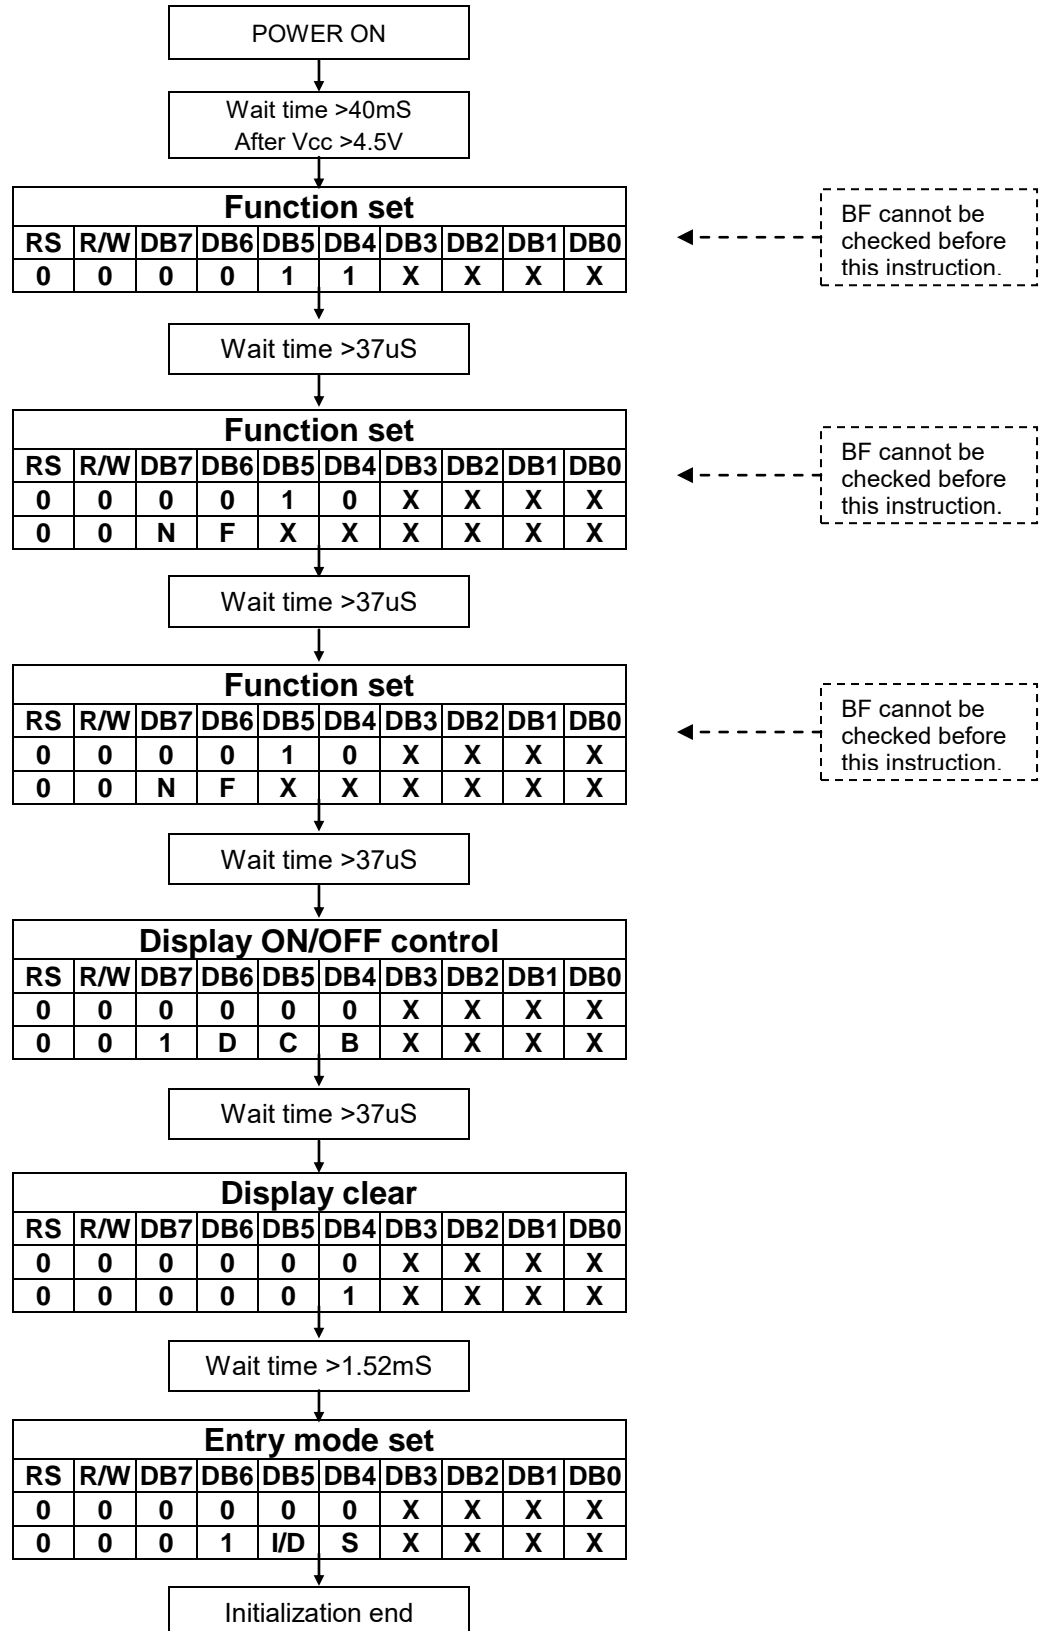 POWER ON
Wait time >40mS
After Vcc >4.5V
Function set
RS R/W DB7 DB6 DB5 DB4 DB3 DB2 DB1 DB0
0 0 0 0 1 1 X X X X
BF cannot be
checked before
this instruction.
Wait time >37uS
Function set
RS R/W DB7 DB6 DB5 DB4 DB3 DB2 DB1 DB0
0 0 0 0 1 0 X X X X
0 0 N F X X X X X X
BF cannot be
checked before
this instruction.
Wait time >37uS
Function set
RS R/W DB7 DB6 DB5 DB4 DB3 DB2 DB1 DB0
0 0 0 0 1 0 X X X X
0 0 N F X X X X X X
BF cannot be
checked before
this instruction.
Wait time >37uS
Display ON/OFF control
RS R/W DB7 DB6 DB5 DB4 DB3 DB2 DB1 DB0
0 0 0 0 0 0 X X X X
0 0 1 D C B X X X X
Wait time >37uS
Display clear
RS R/W DB7 DB6 DB5 DB4 DB3 DB2 DB1 DB0
0 0 0 0 0 0 X X X X
0 0 0 0 0 1 X X X X
Wait time >1.52mS
Entry mode set
RS R/W DB7 DB6 DB5 DB4 DB3 DB2 DB1 DB0
0 0 0 0 0 0 X X X X
0 0 0 1 I/D S X X X X
Initialization end